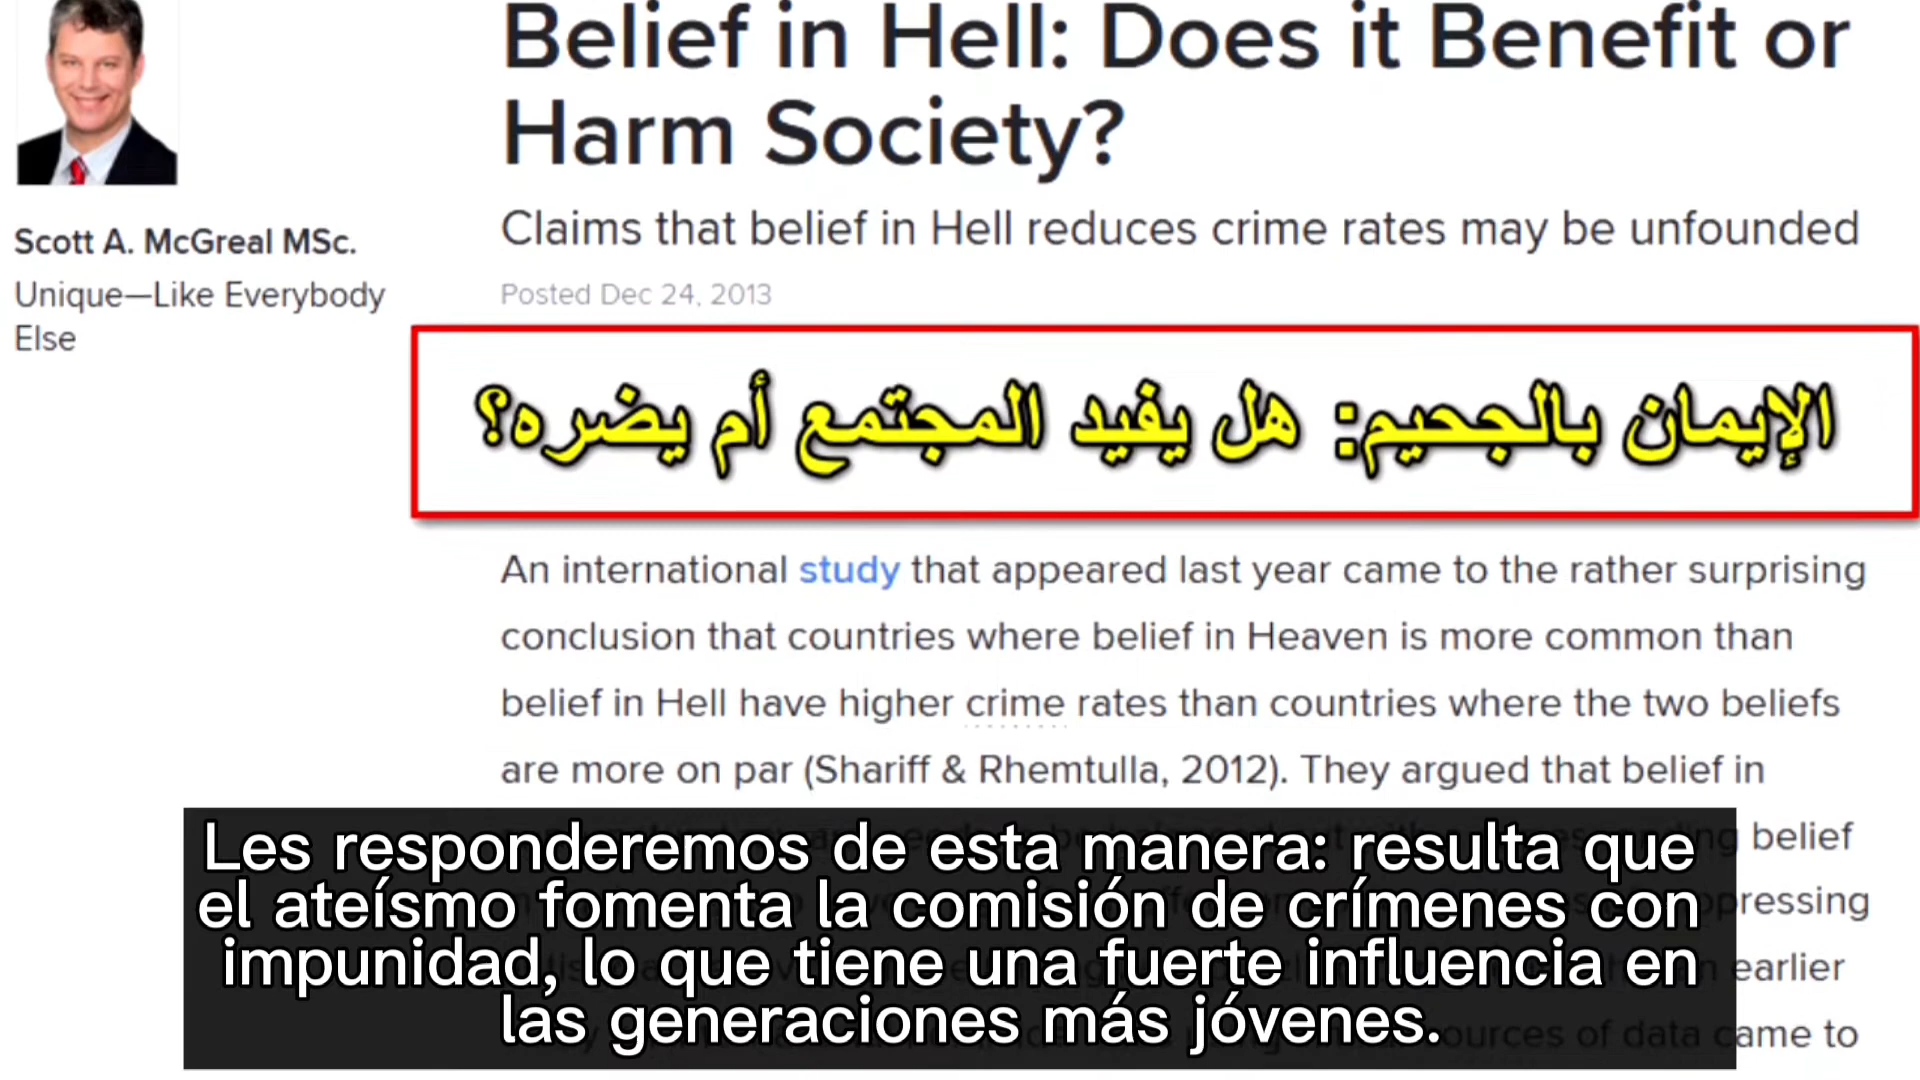 Belief in Hell: Does it Benefit or
Harm Society?
Claims that belief in Hell reduces crime rates may be unfounded
Posted Dec 24, 2013
Scott A. McGreal MSc.
Unique—Like Everybody
Else
الإيمان بالجحيم: هل يفيد المجتمع أم يضره؟
An international study that appeared last year came to the rather surprising
conclusion that countries where belief in Heaven is more common than
belief in Hell have higher crime rates than countries where the two beliefs
are more on par (Shariff & Rhemtulla, 2012). They argued that belief in
belief
earlier
sources of data came to
Les responderemos de esta manera: resulta que
el ateísmo fomenta la comisión de crímenes con
impunidad, lo que tiene una fuerte influencia en
las generaciones más jóvenes.